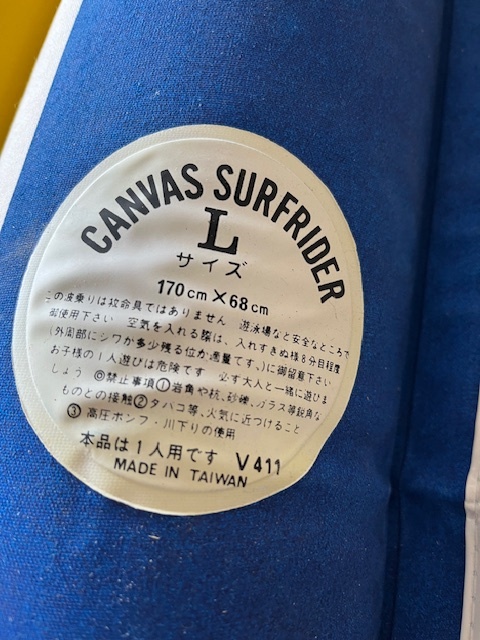 CANVAS SURFRIDER
L
サイズ
170cm×68cm
この波乗りは救命具ではありません 遊泳場など安全なところで
御使用下さい 空気を入れる際は、入れすぎぬ様8分目程度
(外周部にシワが多少残る位が適量です。)に御留意下さい
お子様の1人遊びは危険です 必ず大人と一緒に遊びま
しょう ◎禁止事項①岩角や杭、砂礫、ガラス等鋭角な
ものとの接触②タバコ等、火気に近つけること
③ 高圧ポンプ・川下りの使用
本品は1人用です V411
MADE IN TAIWAN